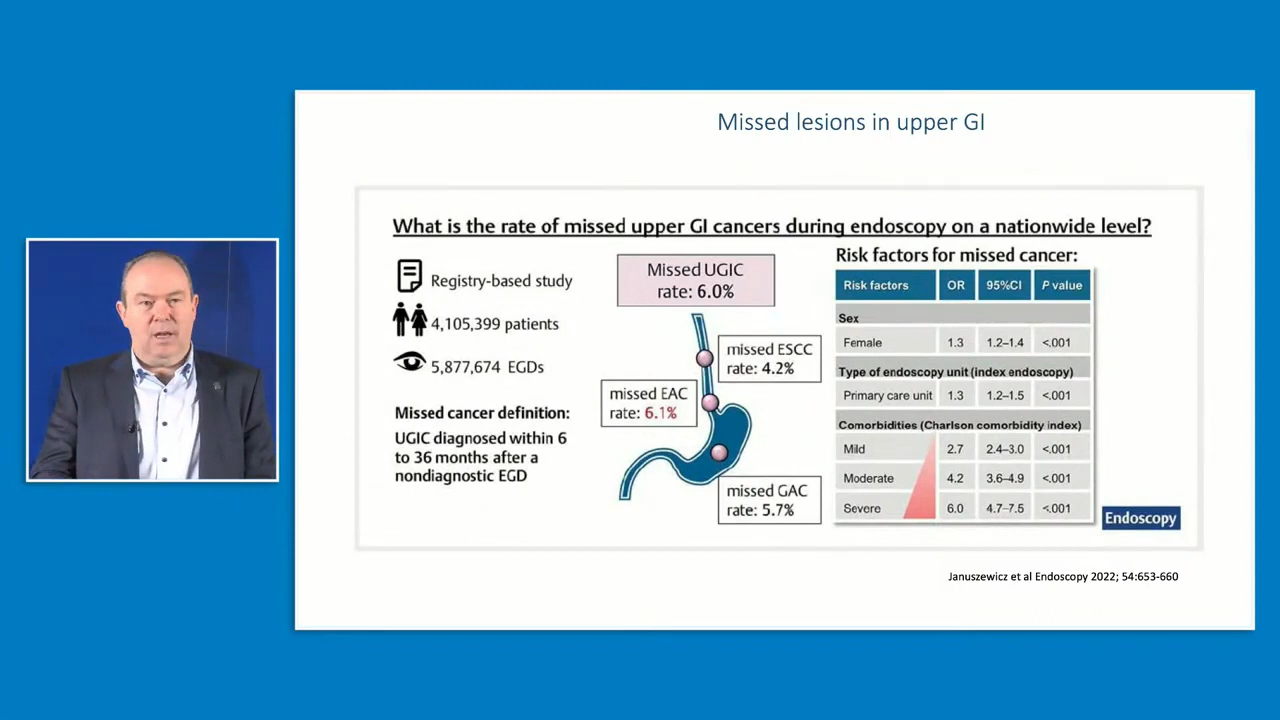 Missed lesions in upper GI
What is the rate of missed upper GI cancers during endoscopy on a nationwide level?
Registry-based study
4,105,399 patients
5,877,674 EGDs
Missed cancer definition:
UGIC diagnosed within 6
to 36 months after a
nondiagnostic EGD
Missed UGIC
rate: 6.0%
missed ESCC
rate: 4.2%
missed EAC
rate: 6.1%
missed GAC
rate: 5.7%
Risk factors for missed cancer:
Risk factors OR 95%CI P value
Sex
Female 1.3 1.2–1.4 <.001
Type of endoscopy unit (index endoscopy)
Primary care unit 1.3 1.2–1.5 <.001
Comorbidities (Charlson comorbidity index)
Mild 2.7 2.4–3.0 <.001
Moderate 4.2 3.6–4.9 <.001
Severe 6.0 4.7–7.5 <.001
Endoscopy
Januszewicz et al Endoscopy 2022; 54:653-660